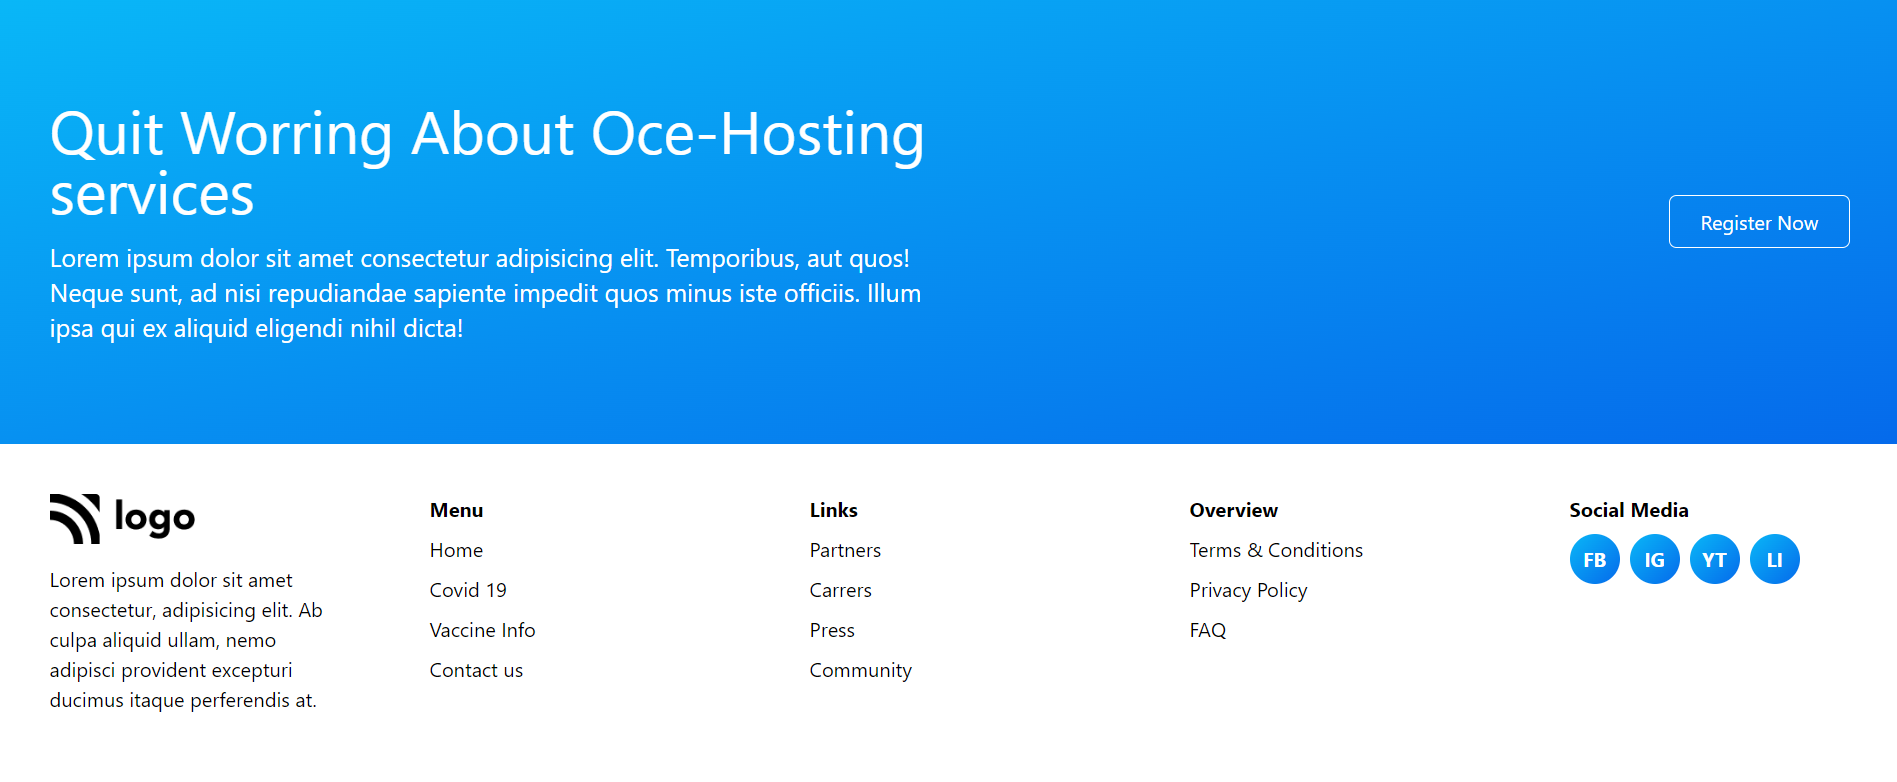 Quit Worring About Oce-Hosting
services
Lorem ipsum dolor sit amet consectetur adipisicing elit. Temporibus, aut quos!
Neque sunt, ad nisi repudiandae sapiente impedit quos minus iste officiis. Illum
ipsa qui ex aliquid eligendi nihil dicta!
Register Now
logo
Lorem ipsum dolor sit amet
consectetur, adipisicing elit. Ab
culpa aliquid ullam, nemo
adipisci provident excepturi
ducimus itaque perferendis at.
Menu
Home
Covid 19
Vaccine Info
Contact us
Links
Partners
Carrers
Press
Community
Overview
Terms & Conditions
Privacy Policy
FAQ
Social Media
FB IG YT LI